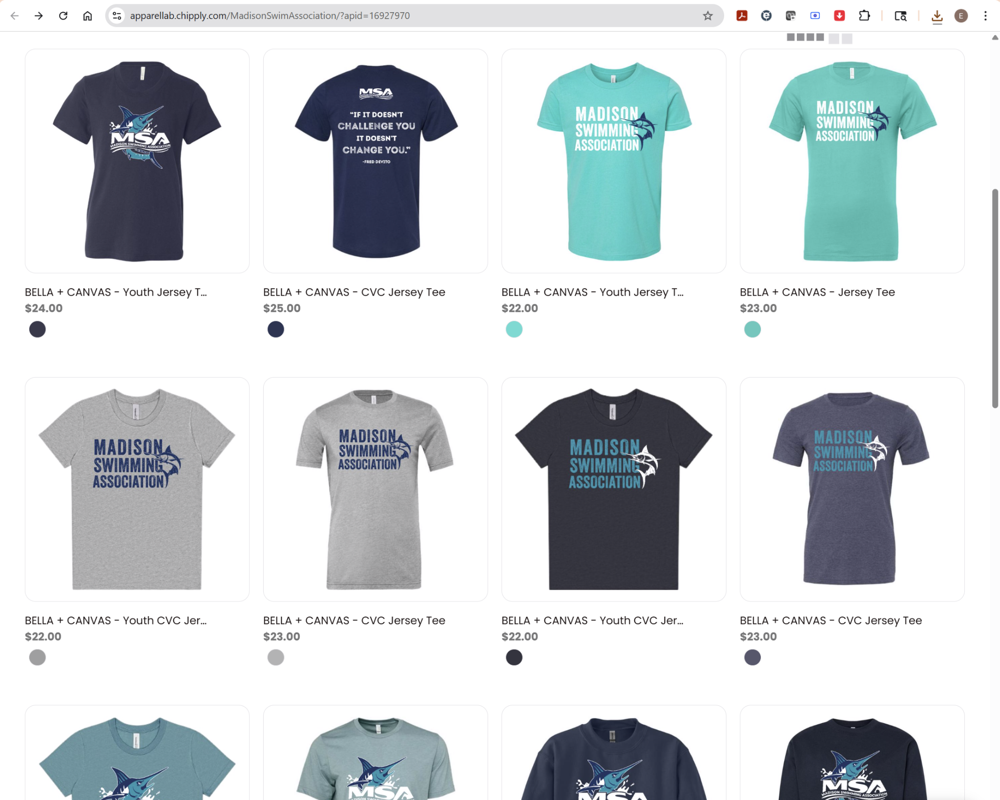 apparellab.chipply.com/MadisonSwimAssociation/?apid=16927970
E
MSA
MADISON SWIMMING ASSOCIATION
MSA
MADISON SWIMMING ASSOCIATION
“IF IT DOESN’T
CHALLENGE YOU
IT DOESN’T
CHANGE YOU.”
-FRED DEVITO
MADISON
SWIMMING
ASSOCIATION
MADISON
SWIMMING
ASSOCIATION
BELLA + CANVAS - Youth Jersey T...
$24.00
BELLA + CANVAS - CVC Jersey Tee
$25.00
BELLA + CANVAS - Youth Jersey T...
$22.00
BELLA + CANVAS - Jersey Tee
$23.00
MADISON
SWIMMING
ASSOCIATION
MADISON
SWIMMING
ASSOCIATION
MADISON
SWIMMING
ASSOCIATION
MADISON
SWIMMING
ASSOCIATION
BELLA + CANVAS - Youth CVC Jer...
$22.00
BELLA + CANVAS - CVC Jersey Tee
$23.00
BELLA + CANVAS - Youth CVC Jer...
$22.00
BELLA + CANVAS - CVC Jersey Tee
$23.00
MSA
MSA
MSA
MADISON SWIMMING ASSOCIATION